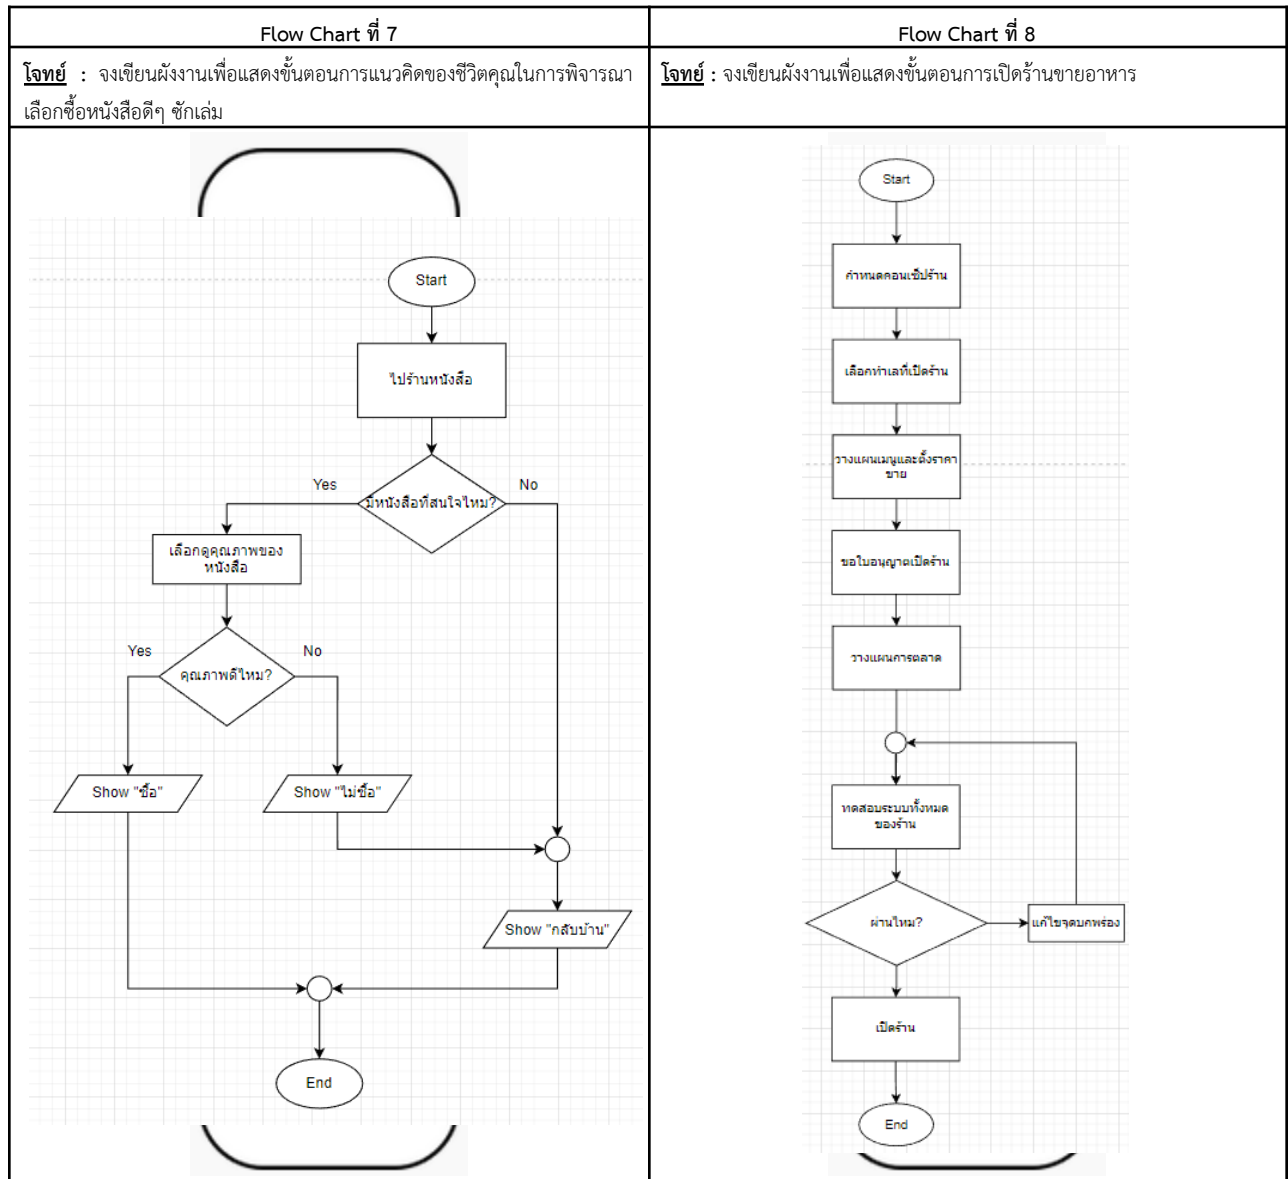 Flow Chart ที่ 7
โจทย์ : จงเขียนผังงานเพื่อแสดงขั้นตอนการแนวคิดของชีวิตคุณในการพิจารณา
เลือกซื้อหนังสือดีๆ ซักเล่ม
Start
ไปร้านหนังสือ
มีหนังสือที่สนใจไหม?
Yes
No
เลือกดูคุณภาพของ
หนังสือ
คุณภาพดีไหม?
Yes
No
Show "ซื้อ"
Show "ไม่ซื้อ"
Show "กลับบ้าน"
End
Flow Chart ที่ 8
โจทย์ : จงเขียนผังงานเพื่อแสดงขั้นตอนการเปิดร้านขายอาหาร
Start
กำหนดคอนเซ็ปร้าน
เลือกทำเลที่เปิดร้าน
วางแผนเมนูและตั้งราคา
ขาย
ขอใบอนุญาตเปิดร้าน
วางแผนการตลาด
ทดสอบระบบทั้งหมด
ของร้าน
ผ่านไหม?
แก้ไขจุดบกพร่อง
เปิดร้าน
End